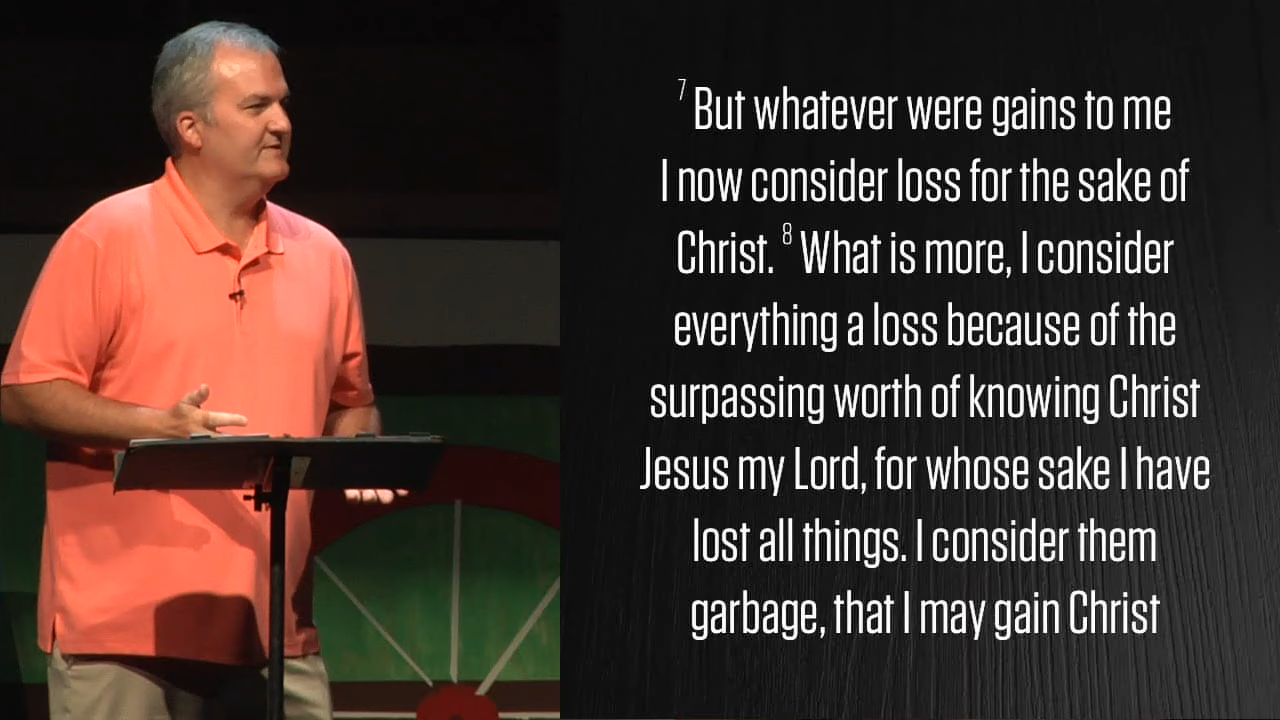 7 But whatever were gains to me
I now consider loss for the sake of
Christ. 8 What is more, I consider
everything a loss because of the
surpassing worth of knowing Christ
Jesus my Lord, for whose sake I have
lost all things. I consider them
garbage, that I may gain Christ